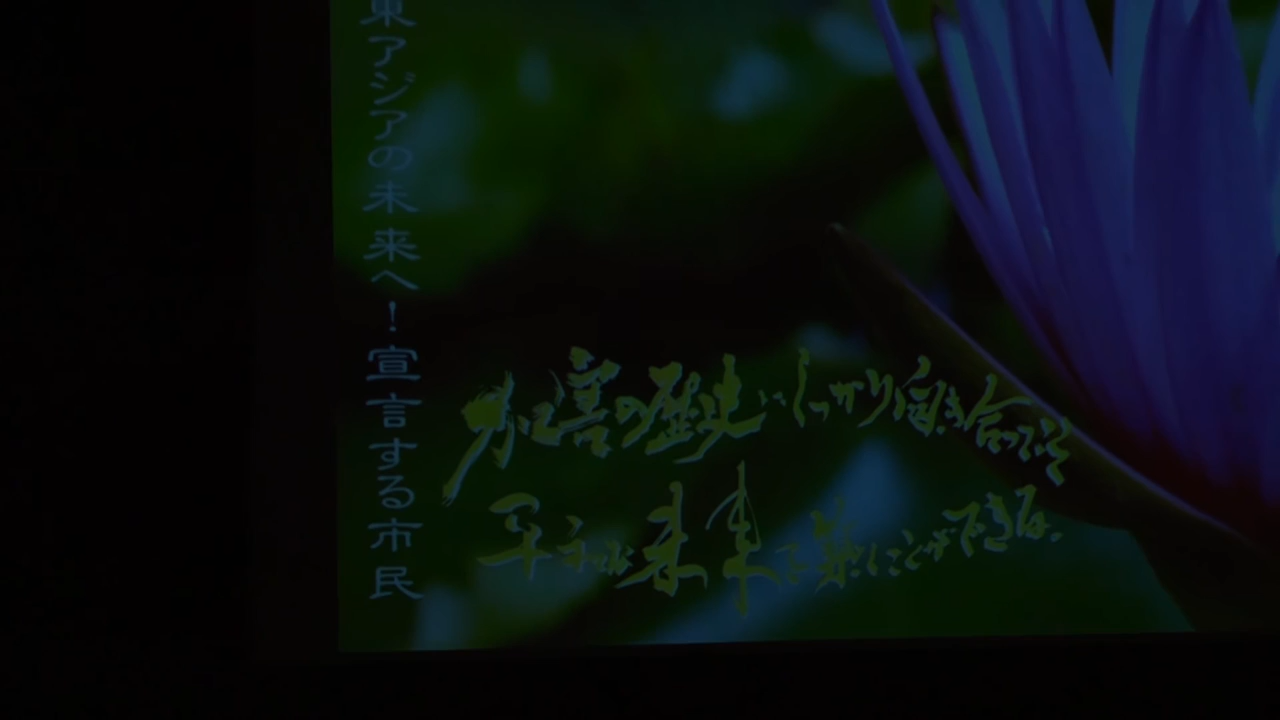 東アジアの未来へ！宣言する市民
加害の歴史にしっかり向き合ってこそ
平和な未来を築くことができる。